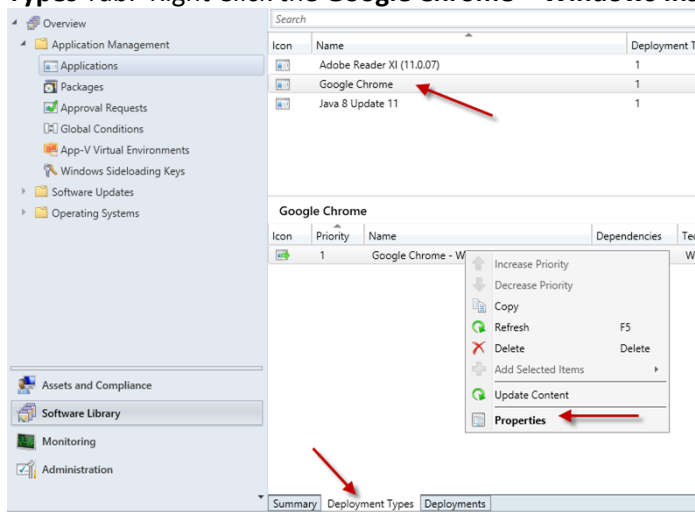 Types Tab. Right Click the Google Chrome – Windows Ins
Overview
Application Management
Applications
Packages
Approval Requests
Global Conditions
App-V Virtual Environments
Windows Sideloading Keys
Software Updates
Operating Systems
Assets and Compliance
Software Library
Monitoring
Administration
Search
Icon Name Deployment T
Adobe Reader XI (11.0.07) 1
Google Chrome 1
Java 8 Update 11 1
Google Chrome
Icon Priority Name Dependencies Tec
1 Google Chrome - W W
Increase Priority
Decrease Priority
Copy
Refresh F5
Delete Delete
Add Selected Items
Update Content
Properties
Summary Deployment Types Deployments